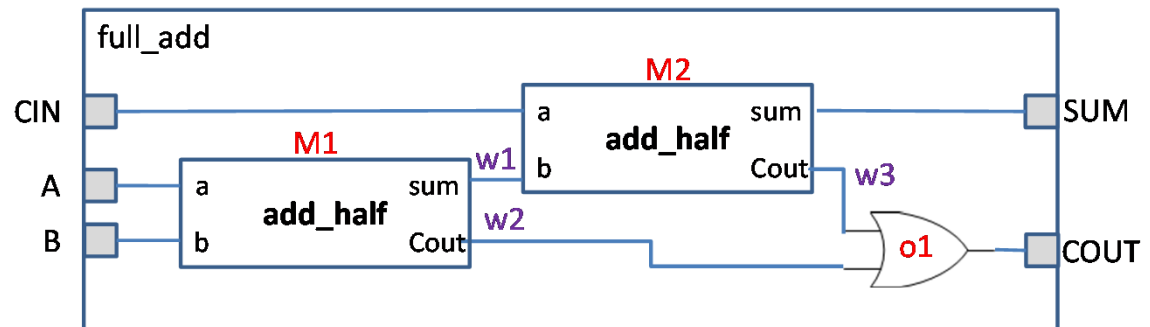 full_add
M2
CIN
a
sum
SUM
add_half
M1
w1
b
Cout
w3
A
a
sum
add_half
w2
B
b
Cout
o1
COUT